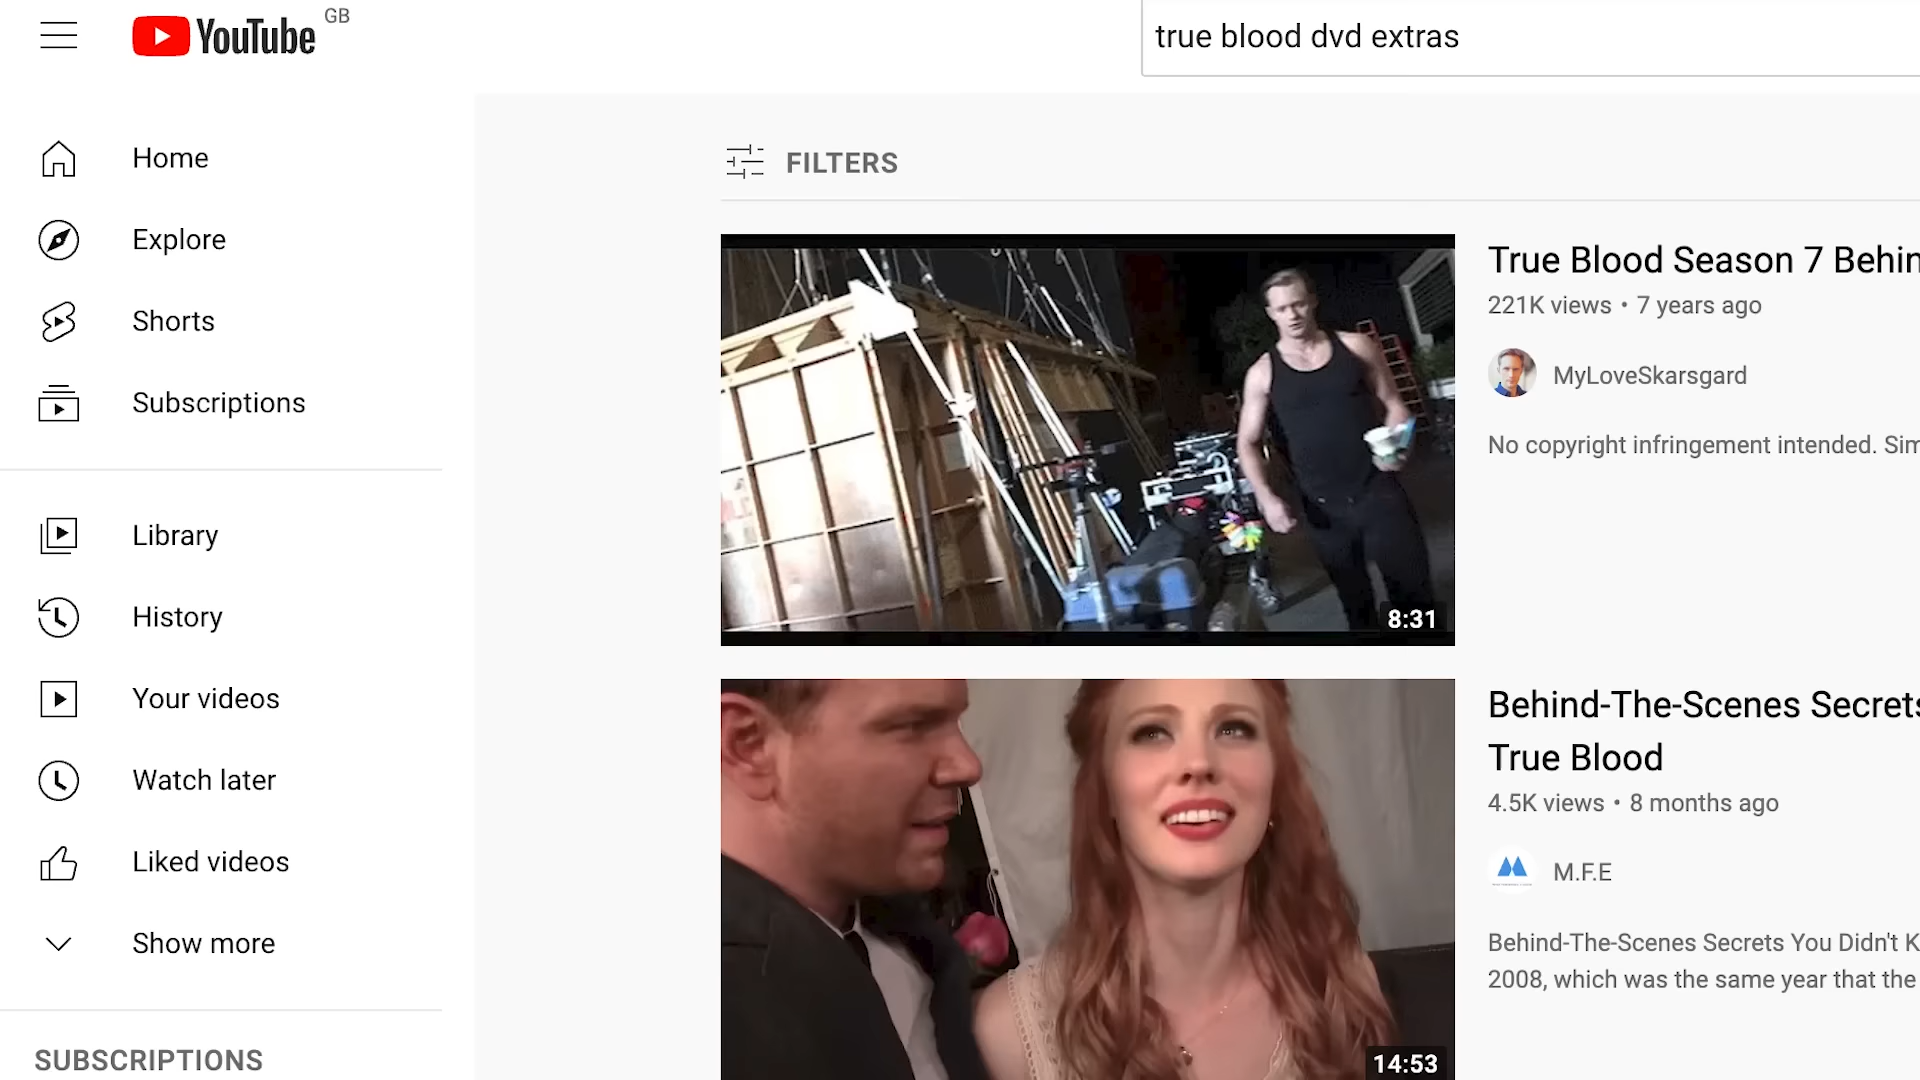 YouTube GB
true blood dvd extras
Home
Explore
Shorts
Subscriptions
Library
History
Your videos
Watch later
Liked videos
Show more
SUBSCRIPTIONS
FILTERS
8:31
True Blood Season 7 Behin
221K views • 7 years ago
MyLoveSkarsgard
No copyright infringement intended. Sim
14:53
Behind-The-Scenes Secrets
True Blood
4.5K views • 8 months ago
M.F.E
Behind-The-Scenes Secrets You Didn't K
2008, which was the same year that the